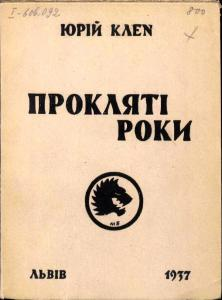 I-606.092
800
ЮРІЙ КЛЕН
ПРОКЛЯТІ
РОКИ
ЛЬВІВ 1937